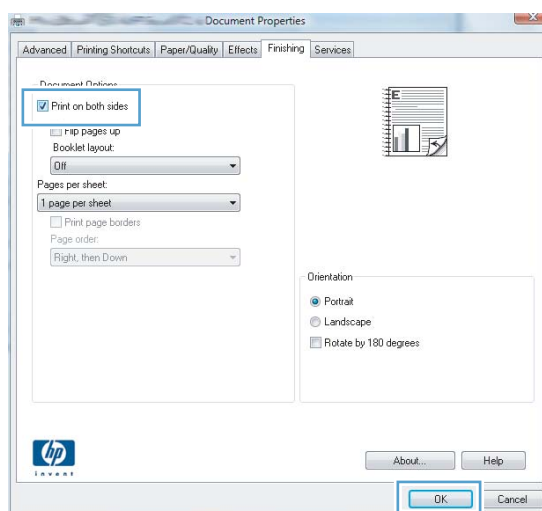 Document Properties
Advanced Printing Shortcuts Paper/Quality Effects Finishing Services
Document Options
Print on both sides
Flip pages up
Booklet layout:
Off
Pages per sheet:
1 page per sheet
Print page borders
Page order:
Right, then Down
E
Orientation
Portrait
Landscape
Rotate by 180 degrees
hp
invent
About... Help
OK Cancel